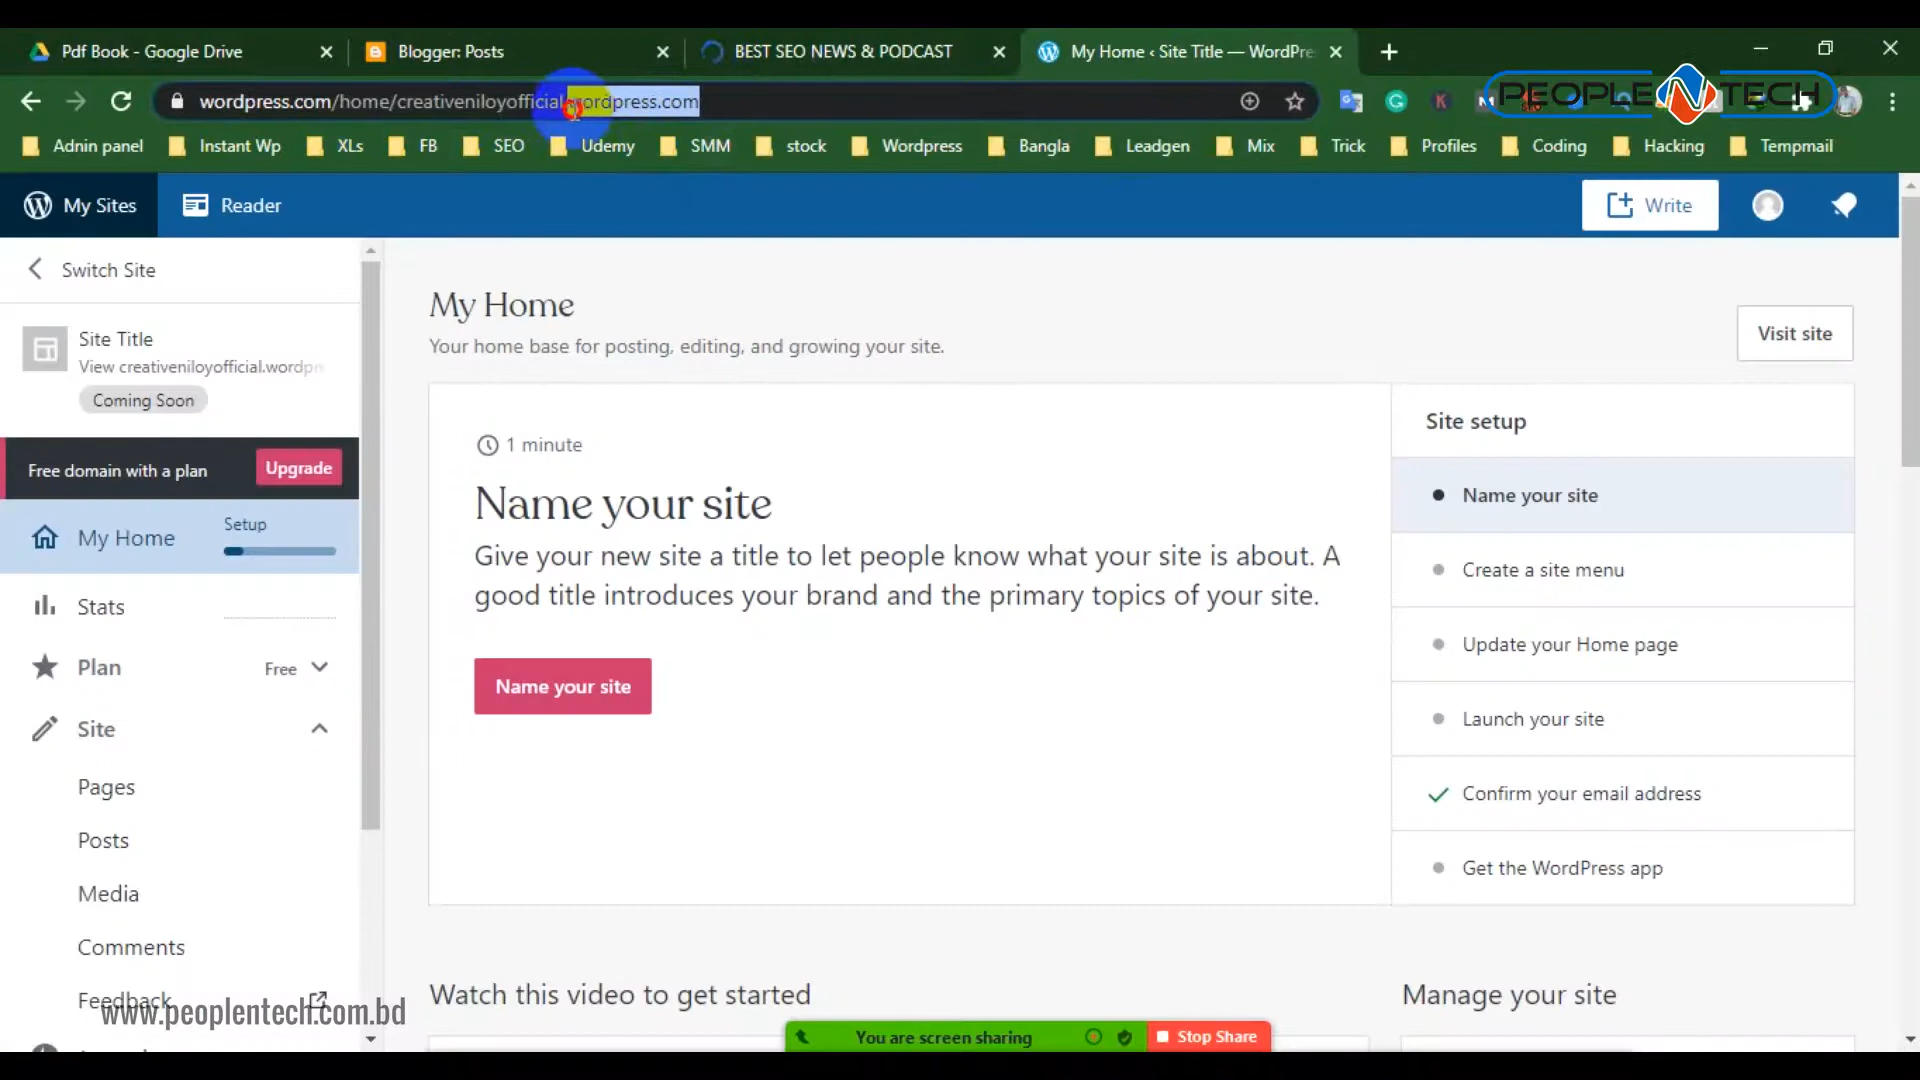 Pdf Book - Google Drive
Blogger: Posts
BEST SEO NEWS & PODCAST
My Home ‹ Site Title — WordPre
wordpress.com/home/creativeniloyofficial.wordpress.com
PEOPLE N TECH
Adnin panel
Instant Wp
XLs
FB
SEO
Udemy
SMM
stock
Wordpress
Bangla
Leadgen
Mix
Trick
Profiles
Coding
Hacking
Tempmail
My Sites
Reader
Write
Switch Site
Site Title
View creativeniloyofficial.wordpr
Coming Soon
Free domain with a plan
Upgrade
My Home
Setup
Stats
Plan
Free
Site
Pages
Posts
Media
Comments
Feedback
www.peoplentech.com.bd
My Home
Your home base for posting, editing, and growing your site.
Visit site
1 minute
Name your site
Give your new site a title to let people know what your site is about. A
good title introduces your brand and the primary topics of your site.
Name your site
Site setup
Name your site
Create a site menu
Update your Home page
Launch your site
Confirm your email address
Get the WordPress app
Watch this video to get started
Manage your site
You are screen sharing
Stop Share